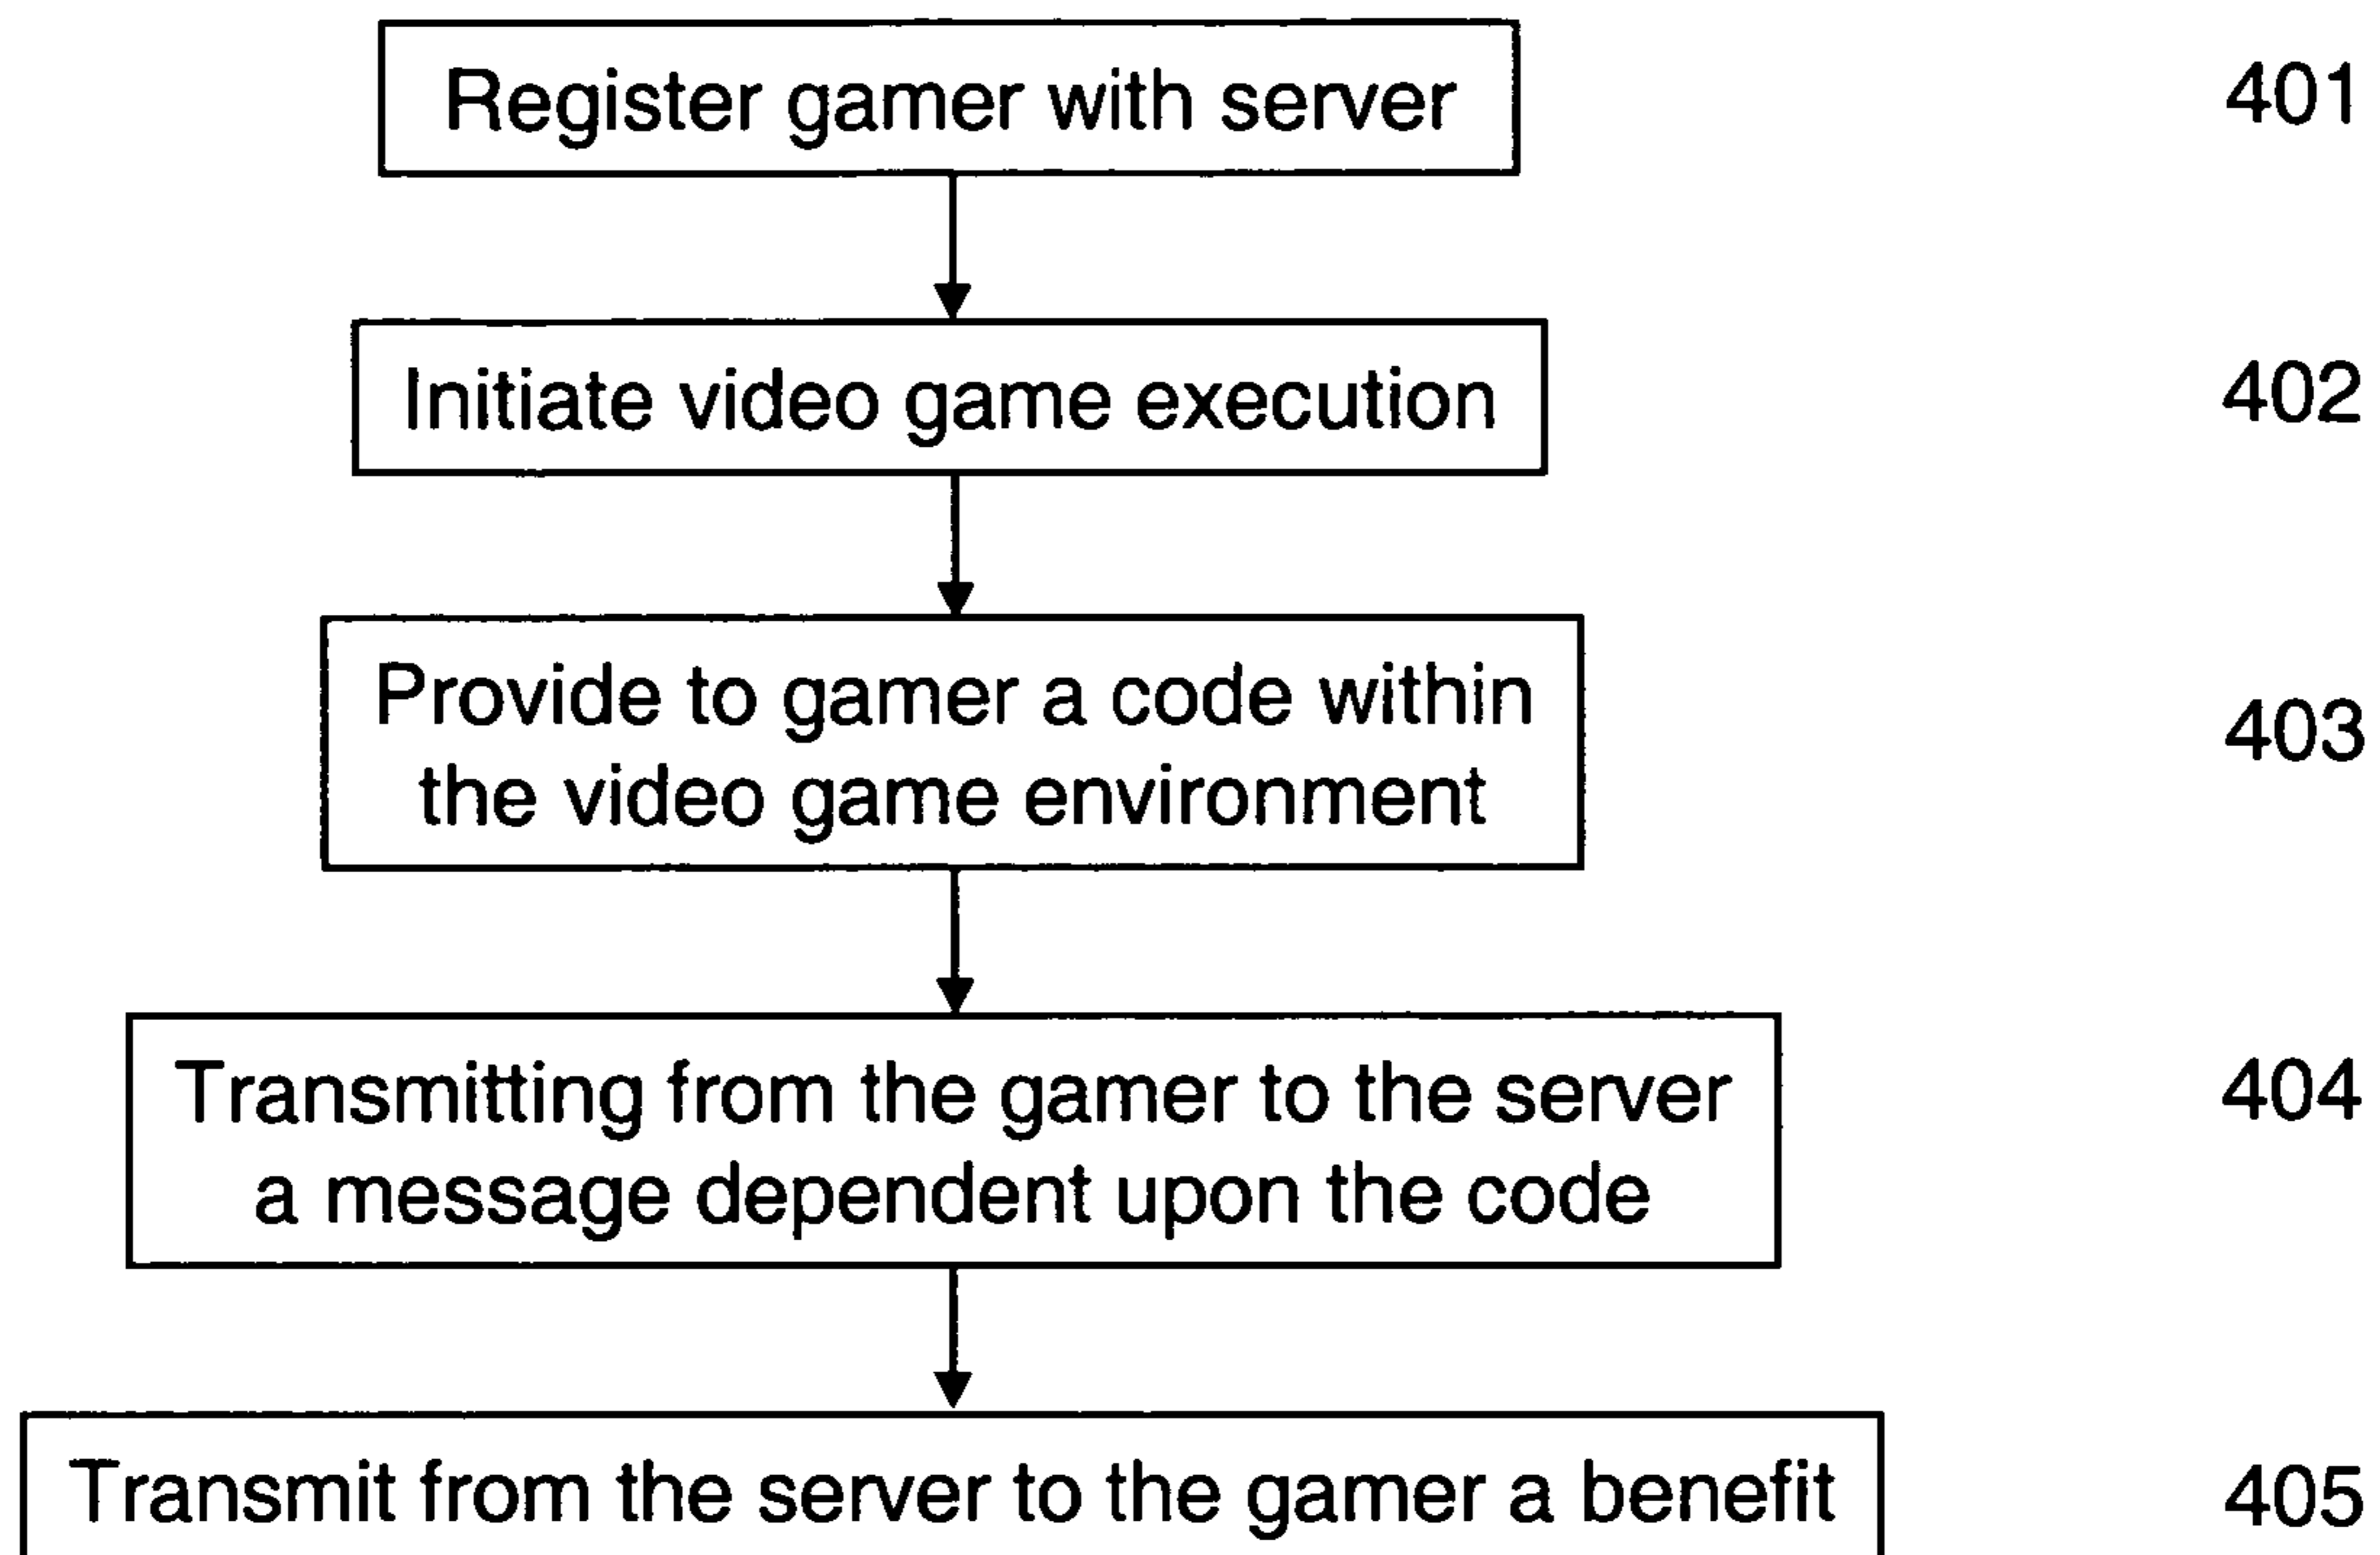 Register gamer with server
401
Initiate video game execution
402
Provide to gamer a code within
the video game environment
403
Transmitting from the gamer to the server
a message dependent upon the code
404
Transmit from the server to the gamer a benefit
405